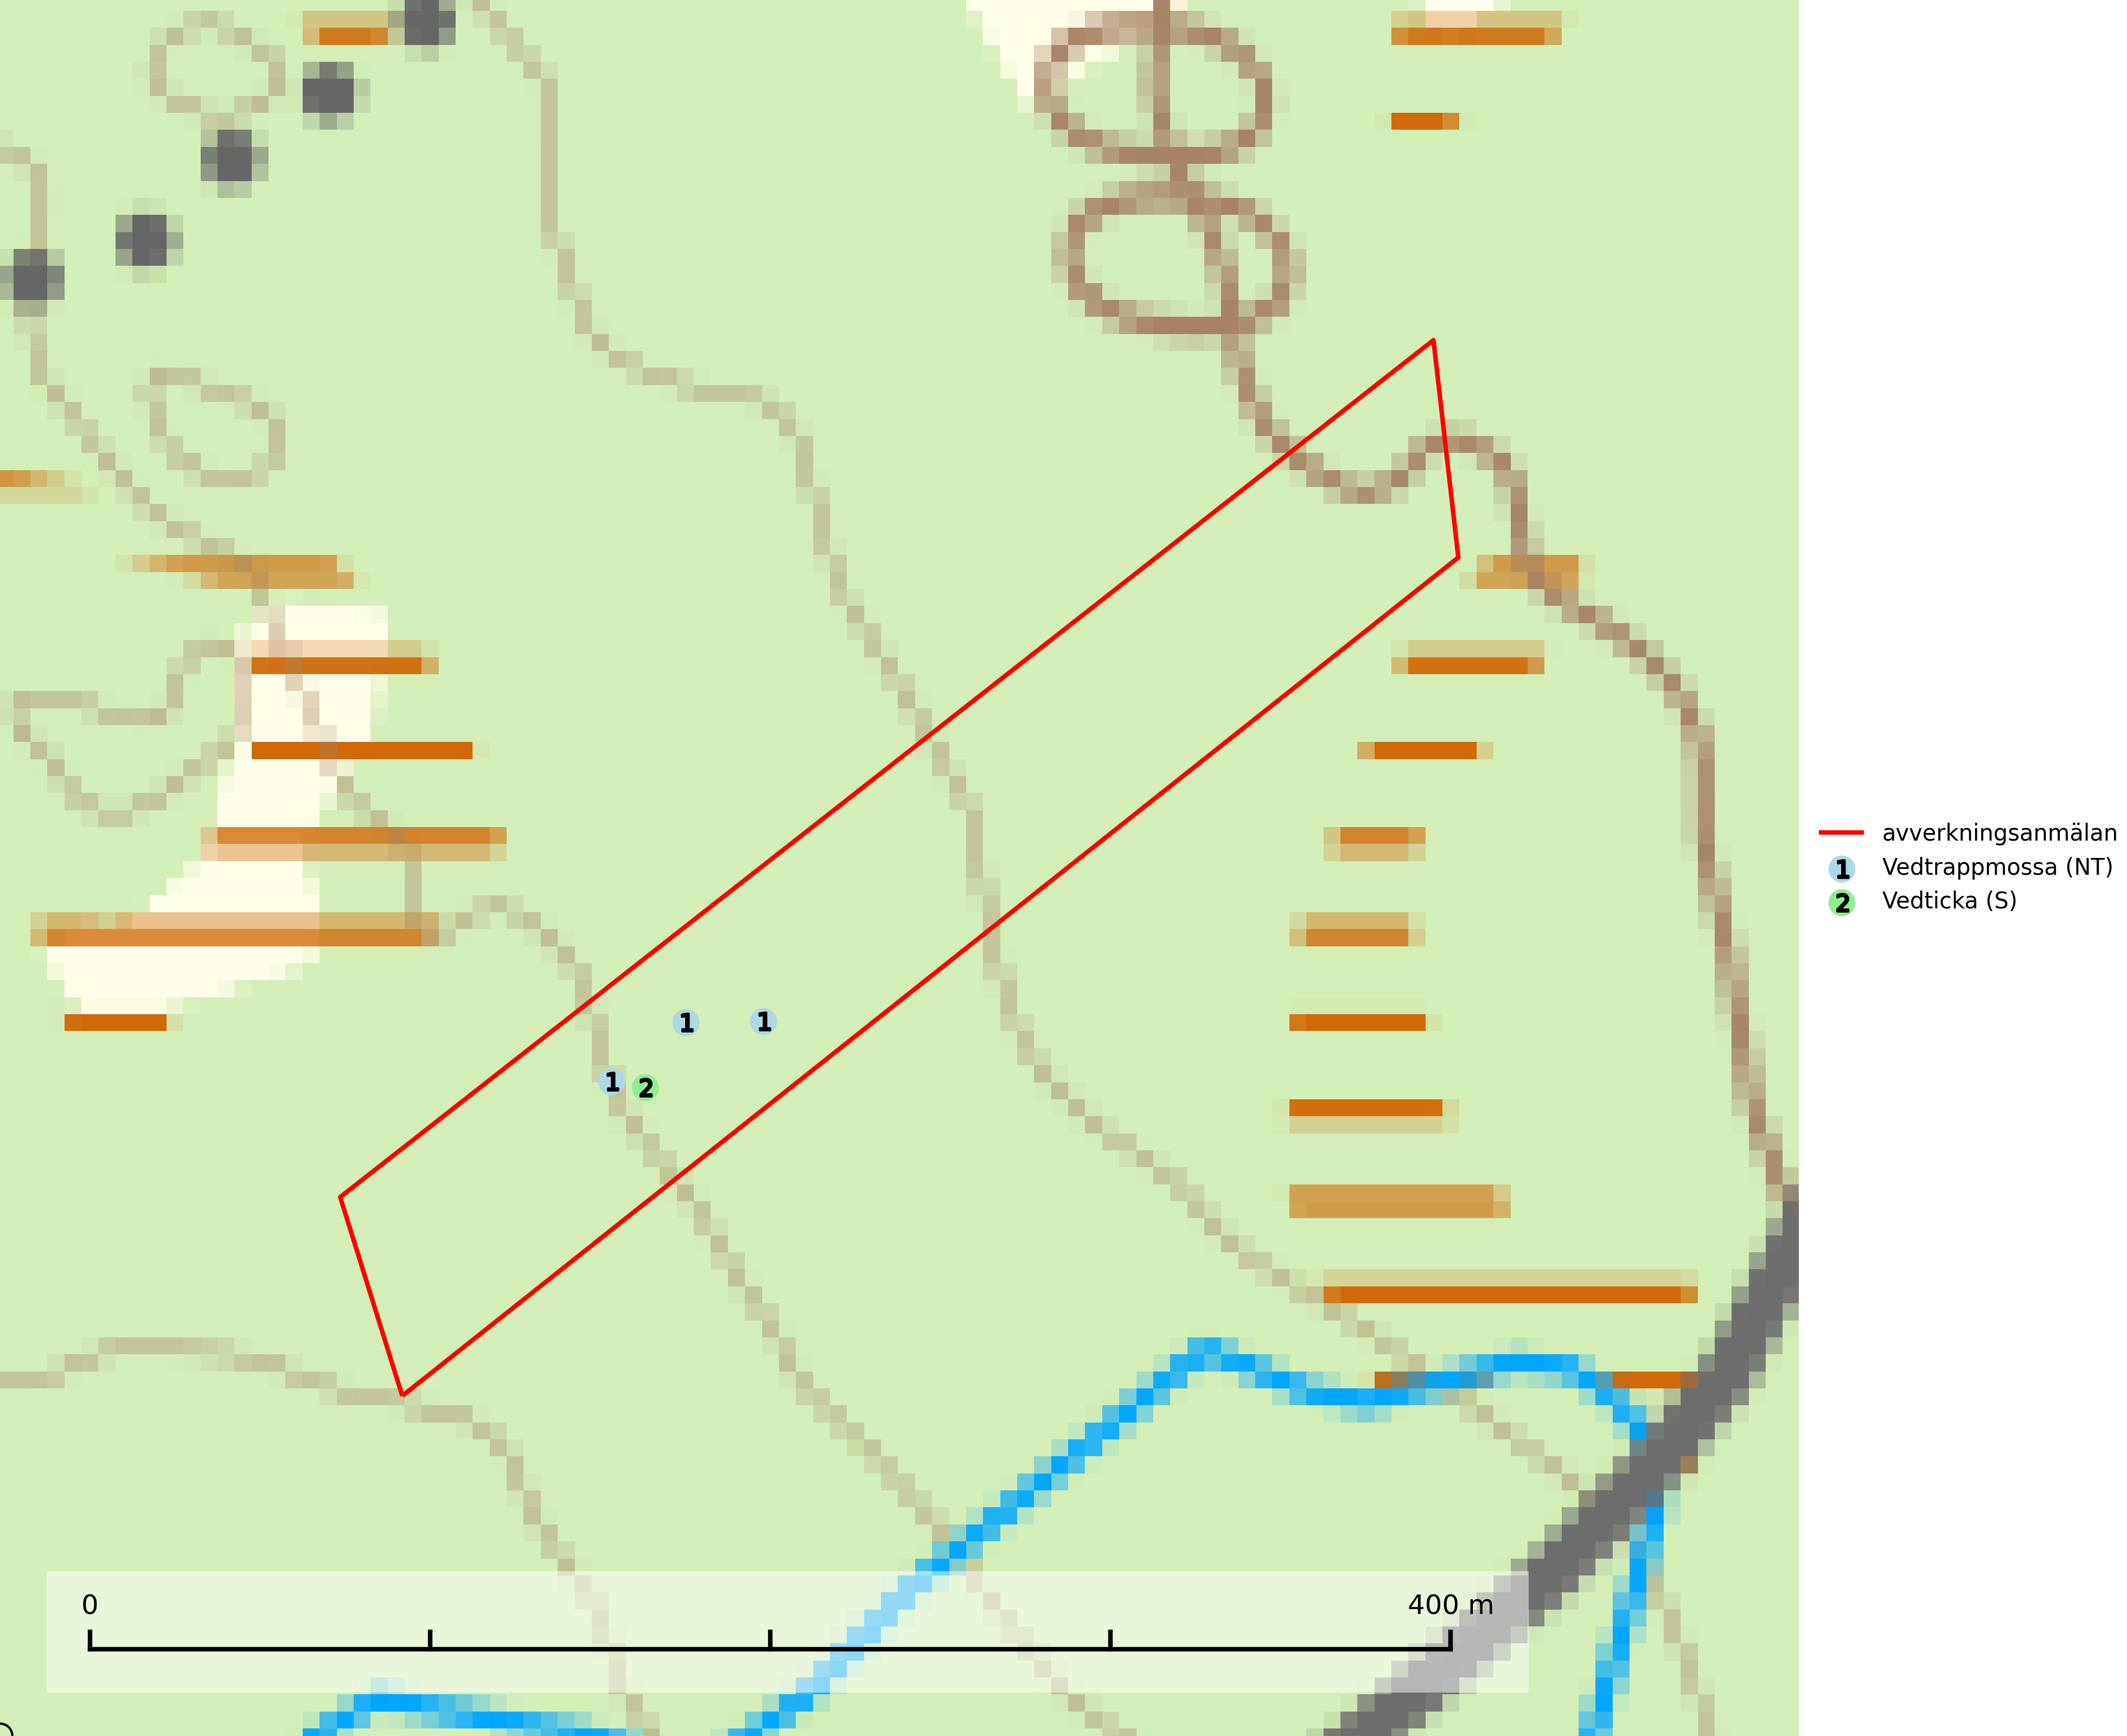 1 1
1 2
avverkningsanmälan
1 Vedtrappmossa (NT)
2 Vedticka (S)
0 400 m